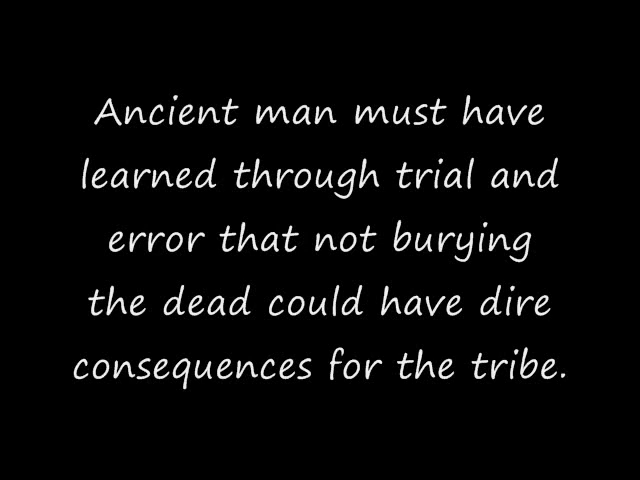 Ancient man must have
learned through trial and
error that not burying
the dead could have dire
consequences for the tribe.